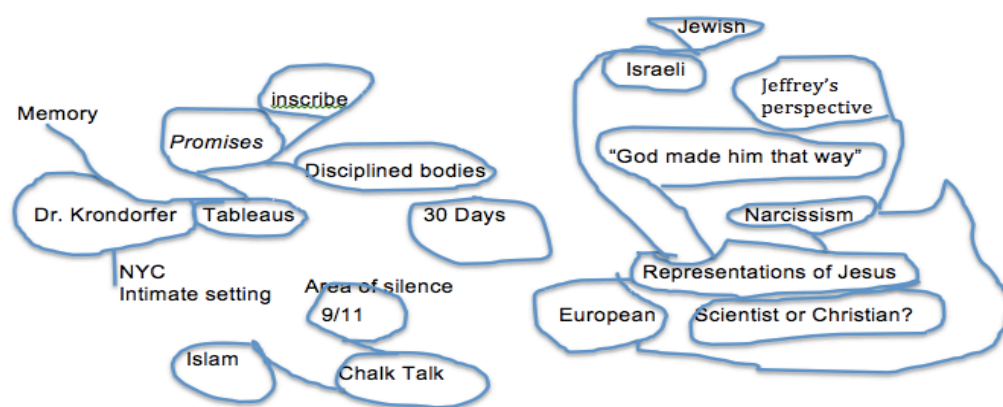 Memory
inscribe
Promises
Disciplined bodies
Dr. Krondorfer
Tableaus
30 Days
NYC
Intimate setting
Area of silence
9/11
Islam
Chalk Talk
Jewish
Israeli
Jeffrey’s
perspective
“God made him that way”
Narcissism
Representations of Jesus
European
Scientist or Christian?